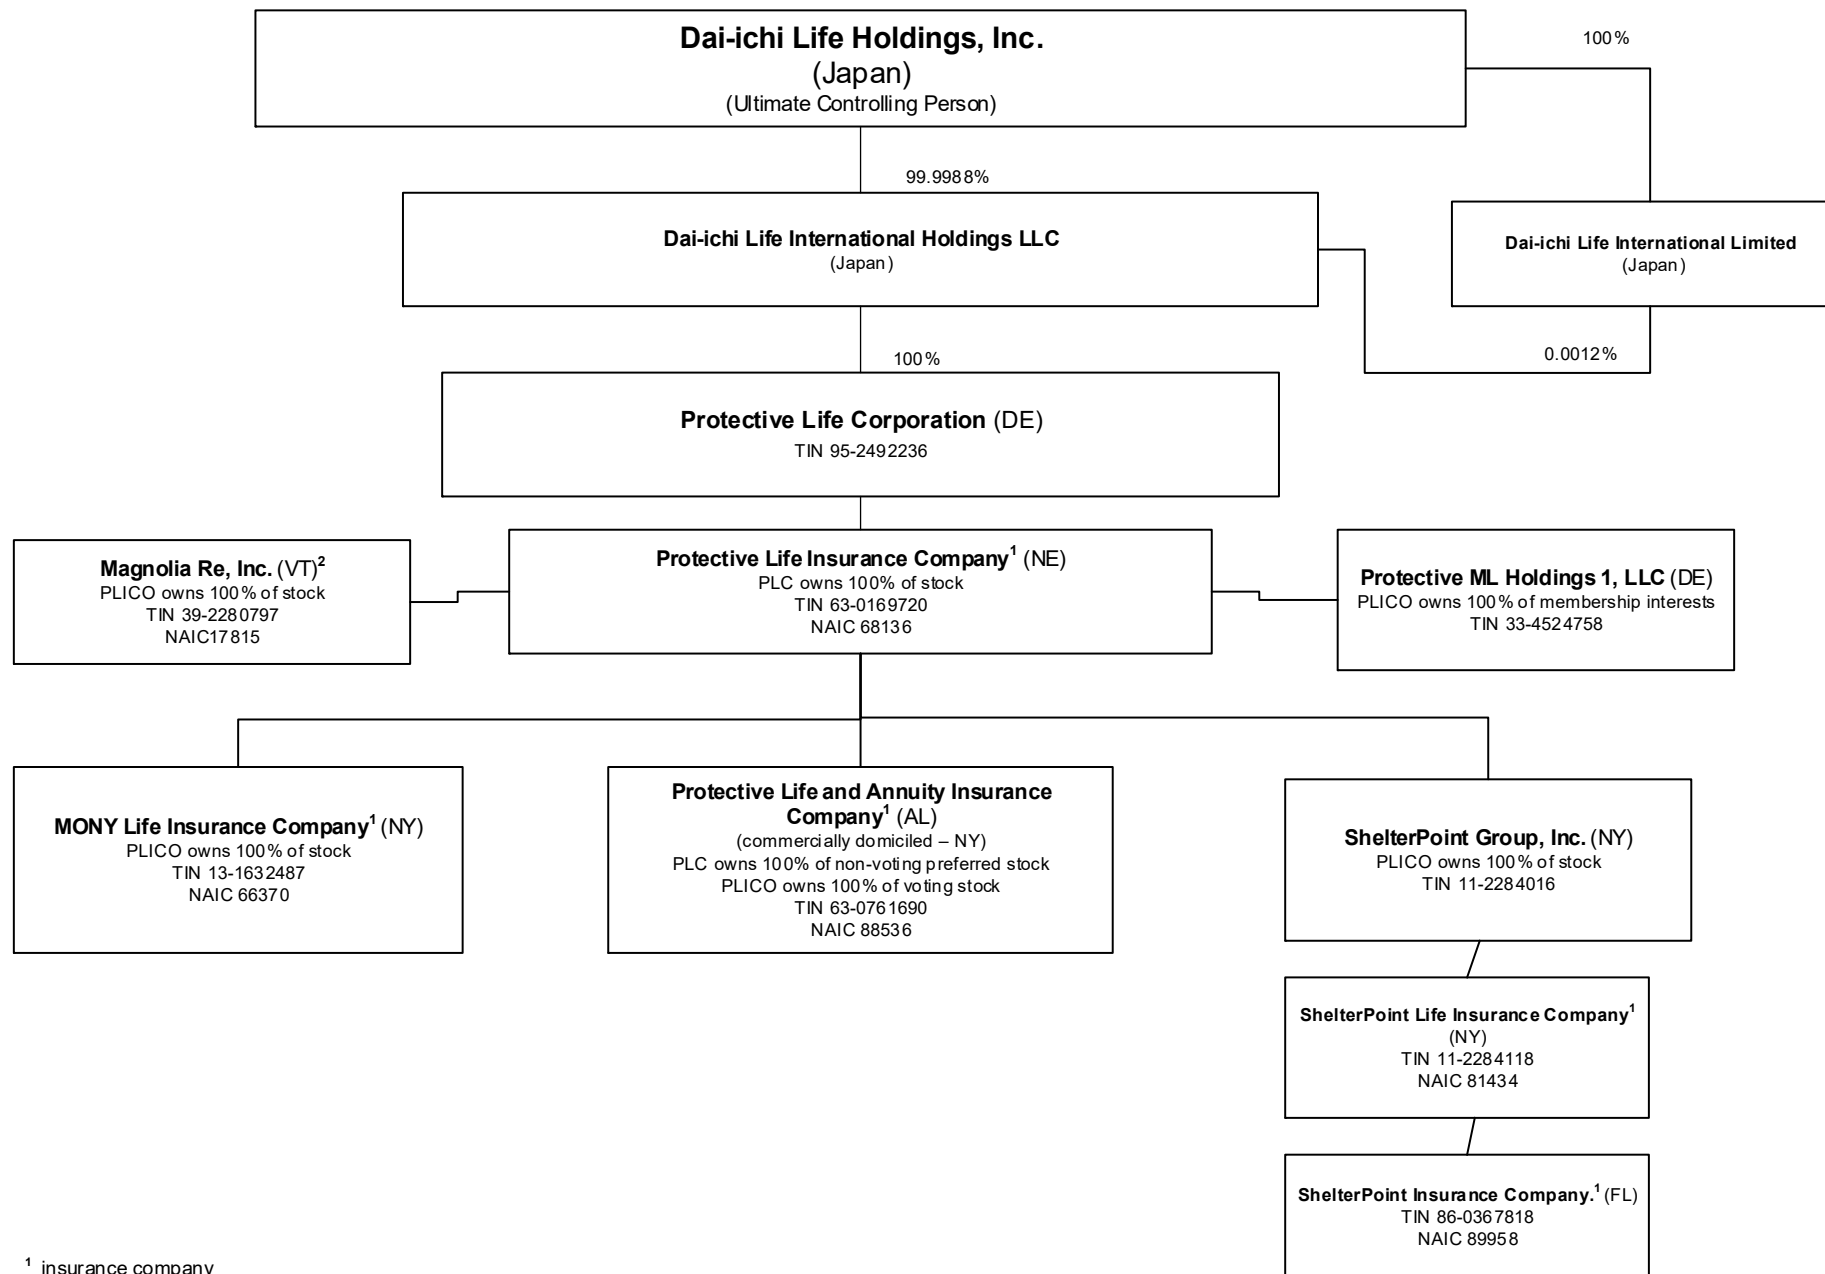 Dai-ichi Life Holdings, Inc.
(Japan)
(Ultimate Controlling Person)
100%
99.9988%
Dai-ichi Life International Holdings LLC
(Japan)
Dai-ichi Life International Limited
(Japan)
100%
0.0012%
Protective Life Corporation (DE)
TIN 95-2492236
Magnolia Re, Inc. (VT)²
PLICO owns 100% of stock
TIN 39-2280797
NAIC17815
Protective Life Insurance Company¹ (NE)
PLC owns 100% of stock
TIN 63-0169720
NAIC 68136
Protective ML Holdings 1, LLC (DE)
PLICO owns 100% of membership interests
TIN 33-4524758
MONY Life Insurance Company¹ (NY)
PLICO owns 100% of stock
TIN 13-1632487
NAIC 66370
Protective Life and Annuity Insurance
Company¹ (AL)
(commercially domiciled – NY)
PLC owns 100% of non-voting preferred stock
PLICO owns 100% of voting stock
TIN 63-0761690
NAIC 88536
ShelterPoint Group, Inc. (NY)
PLICO owns 100% of stock
TIN 11-2284016
ShelterPoint Life Insurance Company¹
(NY)
TIN 11-2284118
NAIC 81434
ShelterPoint Insurance Company.¹ (FL)
TIN 86-0367818
NAIC 89958
¹ insurance company